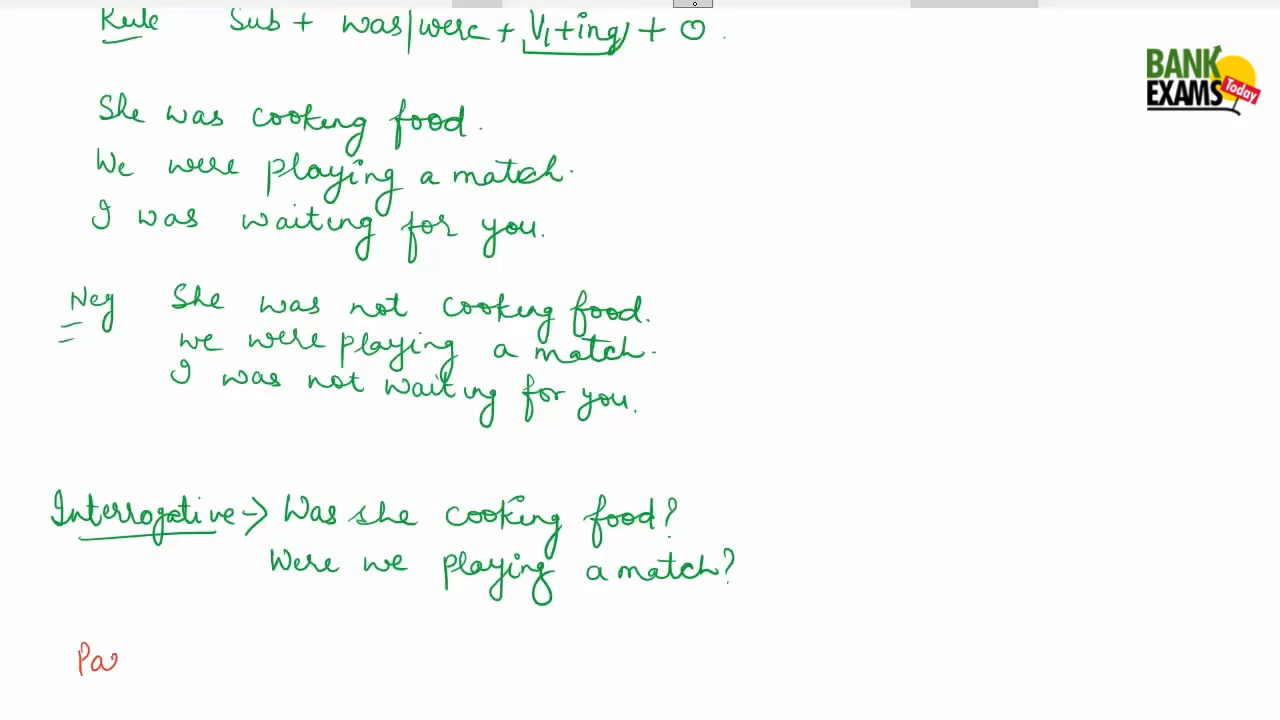 Rule Sub + was/were + V1+ing + O.
BANK
EXAMS Today
She was cooking food.
We were playing a match.
I was waiting for you.
Neg She was not cooking food.
we were playing a match.
I was not waiting for you.
Interrogative → Was she cooking food?
Were we playing a match?
Pa